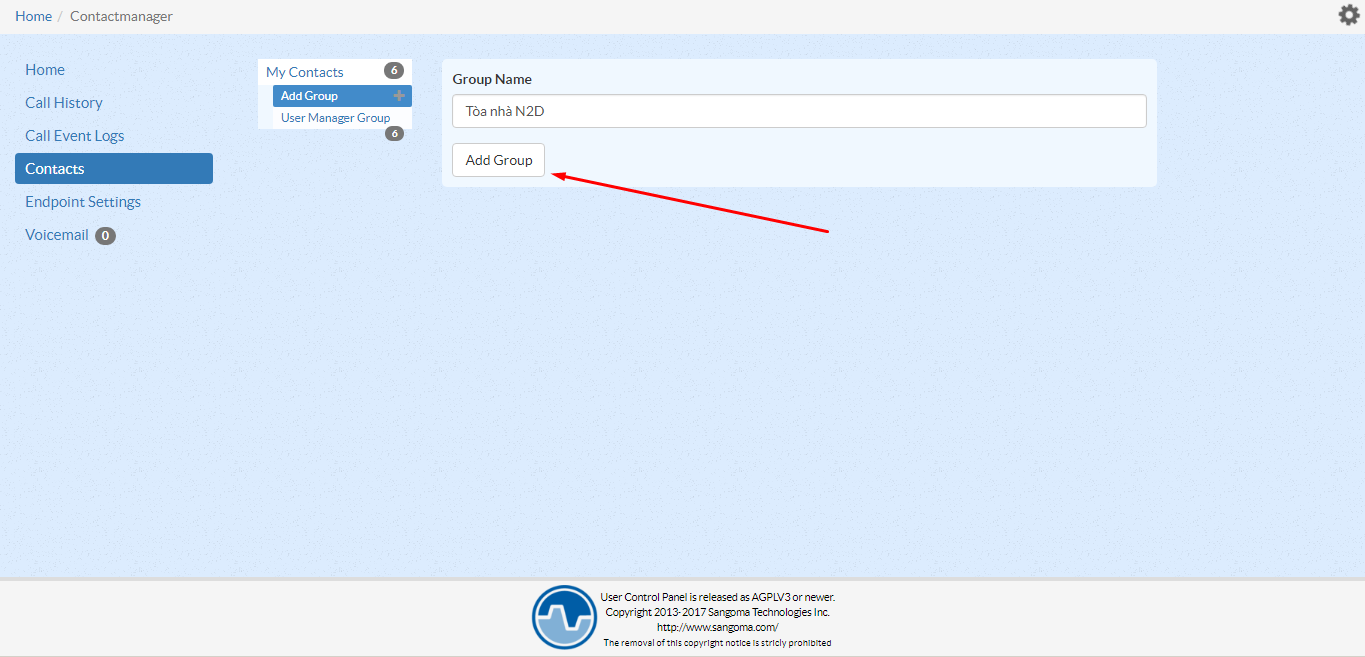 Home / Contactmanager
Home
Call History
Call Event Logs
Contacts
Endpoint Settings
Voicemail 0
My Contacts 6
Add Group
User Manager Group
6
Group Name
Tòa nhà N2D
Add Group
User Control Panel is released as AGPLV3 or newer.
Copyright 2013-2017 Sangoma Technologies Inc.
http://www.sangoma.com/
The removal of this copyright notice is stricly prohibited